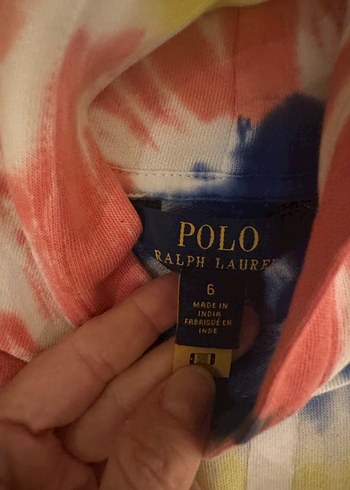 POLO
RALPH LAUREN
6
MADE IN
INDIA
FABRIQUÉ EN
INDE